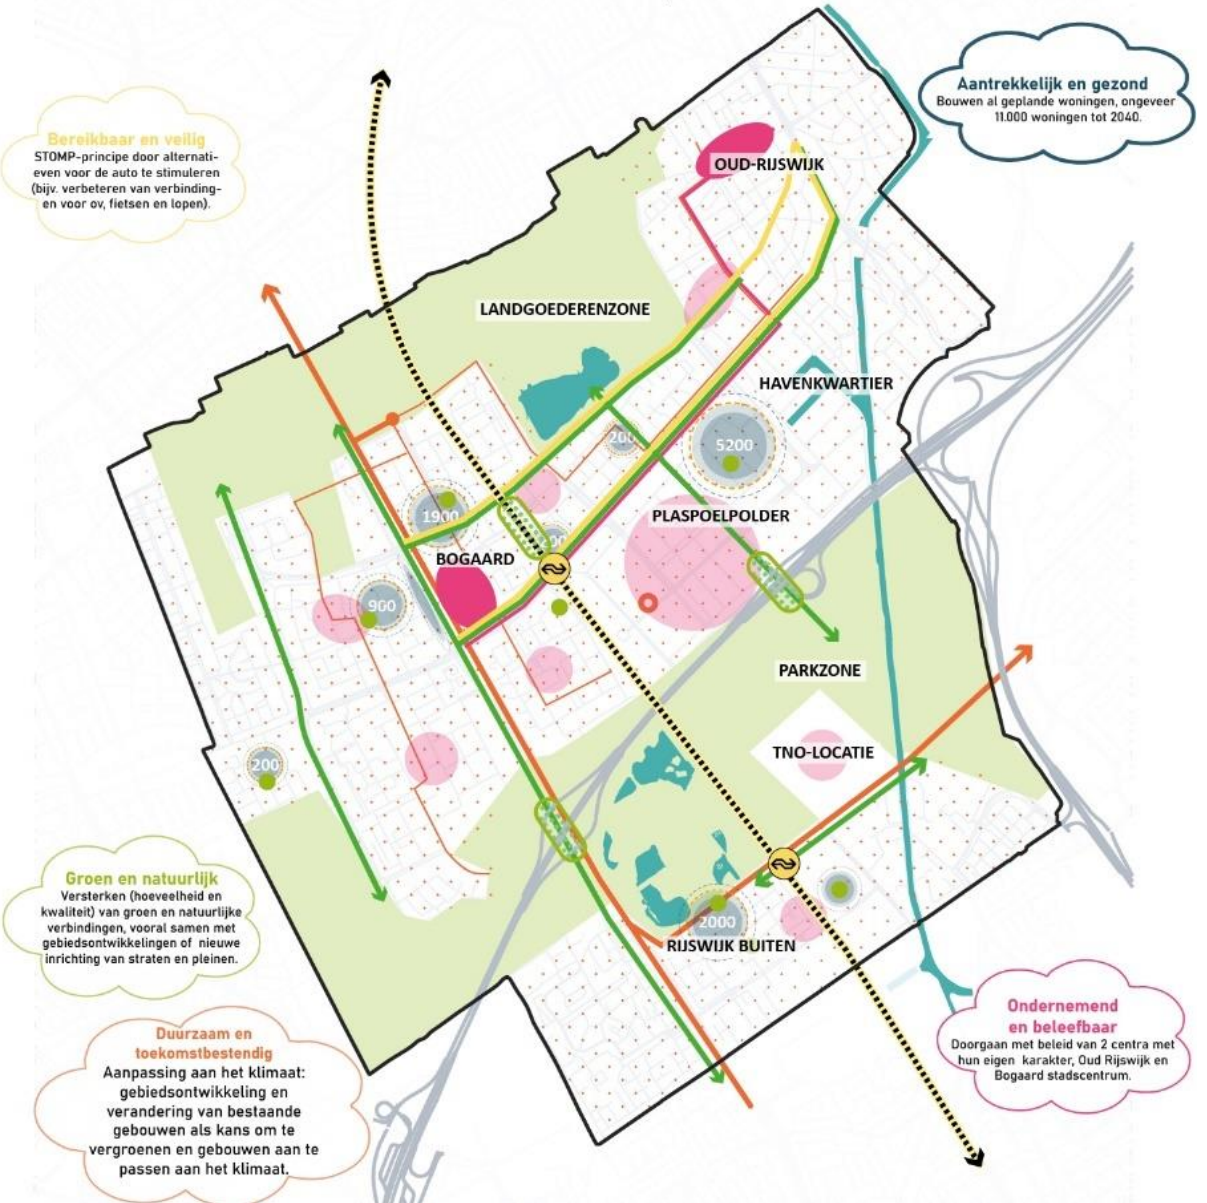 Aantrekkelijk en gezond
Bouwen al geplande woningen, ongeveer
11.000 woningen tot 2040.
Bereikbaar en veilig
STOMP-principe door alternati-
even voor de auto te stimuleren
(bijv. verbeteren van verbinding-
en voor ov, fietsen en lopen).
OUD-RIJSWIJK
LANDGOEDERENZONE
HAVENKWARTIER
200
5200
1900
PLASPOELPOLDER
BOGAARD
900
PARKZONE
TNO-LOCATIE
200
2000
RIJSWIJK BUITEN
Groen en natuurlijk
Versterken (hoeveelheid en
kwaliteit) van groen en natuurlijke
verbindingen, vooral samen met
gebiedsontwikkelingen of nieuwe
inrichting van straten en pleinen.
Duurzaam en
toekomstbestendig
Aanpassing aan het klimaat:
gebiedsontwikkeling en
verandering van bestaande
gebouwen als kans om te
vergroenen en gebouwen aan te
passen aan het klimaat.
Ondernemend
en beleefbaar
Doorgaan met beleid van 2 centra met
hun eigen karakter, Oud Rijswijk en
Bogaard stadscentrum.